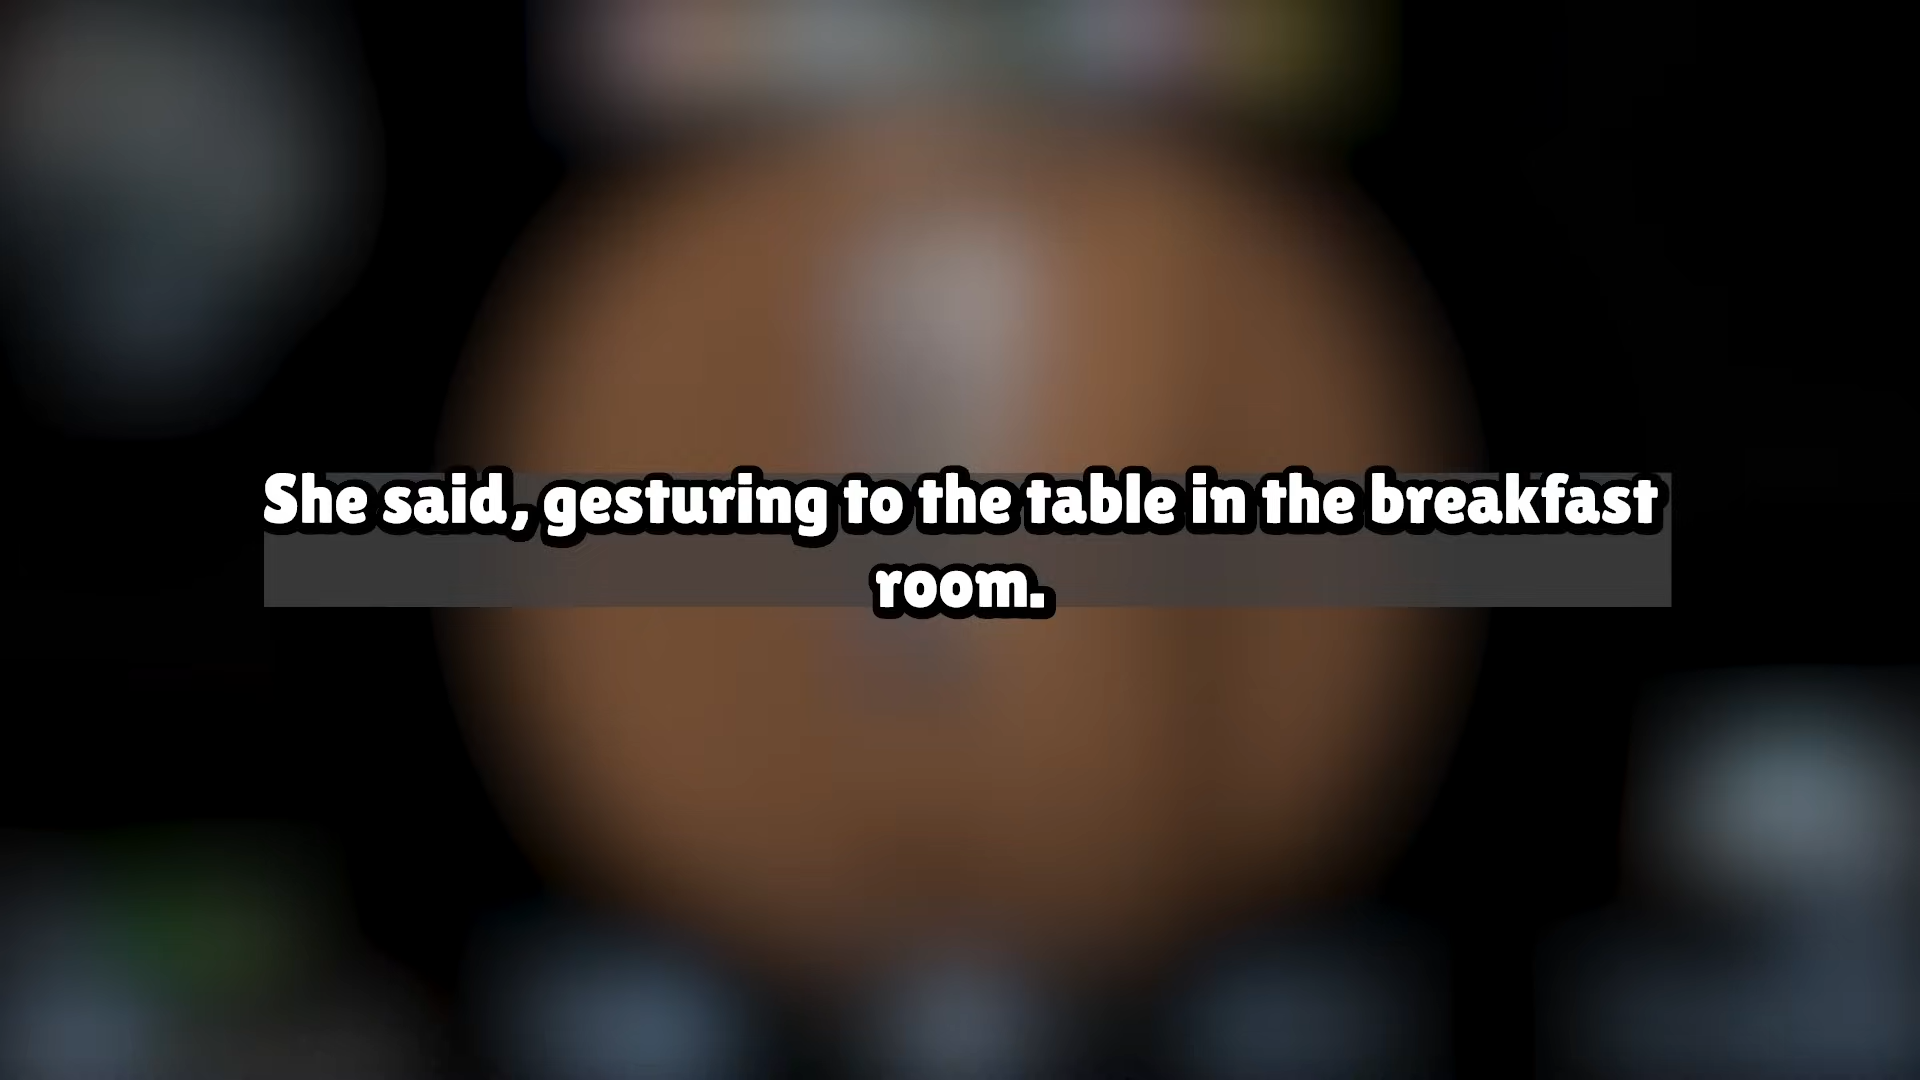 She said, gesturing to the table in the breakfast
room.